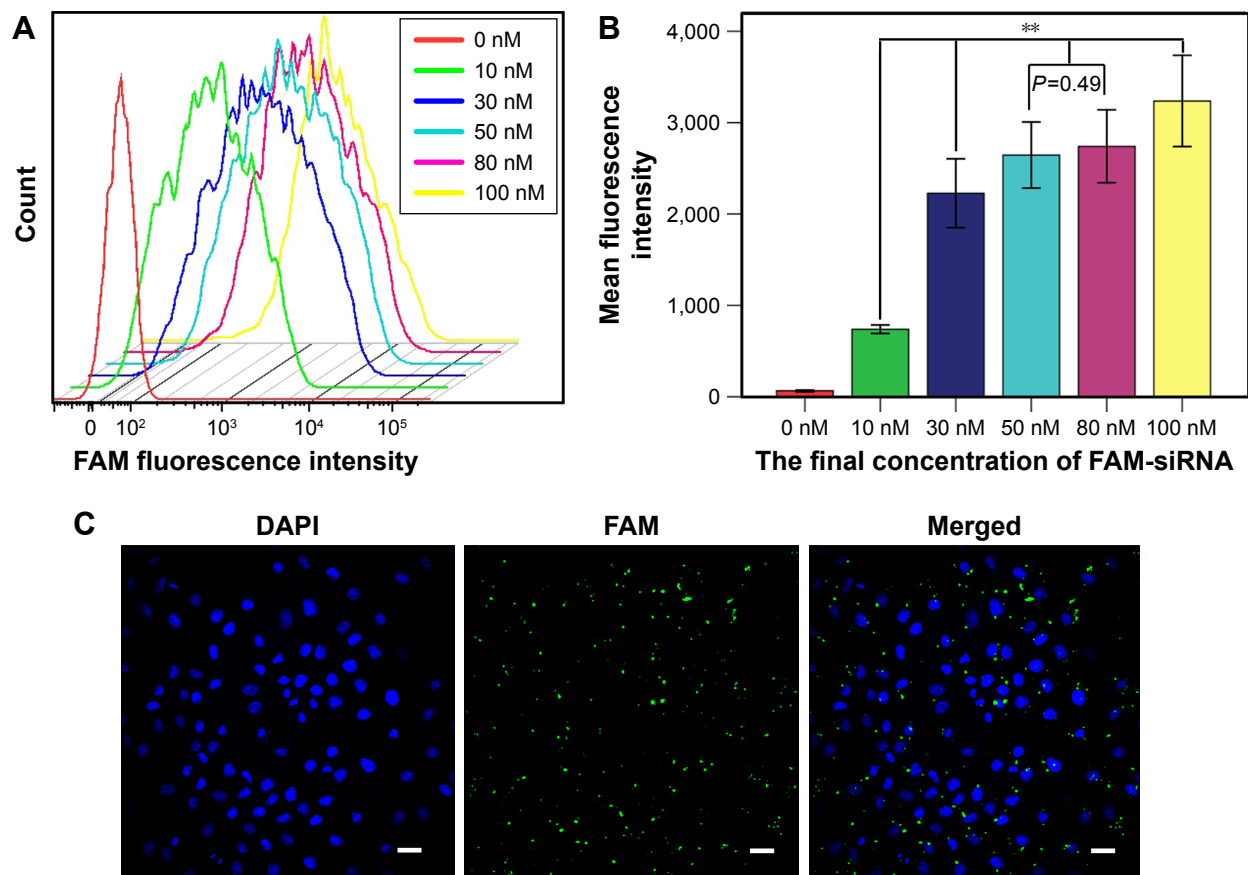 A
Count
0 nM
10 nM
30 nM
50 nM
80 nM
100 nM
0 10² 10³ 10⁴ 10⁵
FAM fluorescence intensity
B
Mean fluorescence
intensity
4,000
3,000
2,000
1,000
0
**
P=0.49
0 nM 10 nM 30 nM 50 nM 80 nM 100 nM
The final concentration of FAM-siRNA
C
DAPI
FAM
Merged